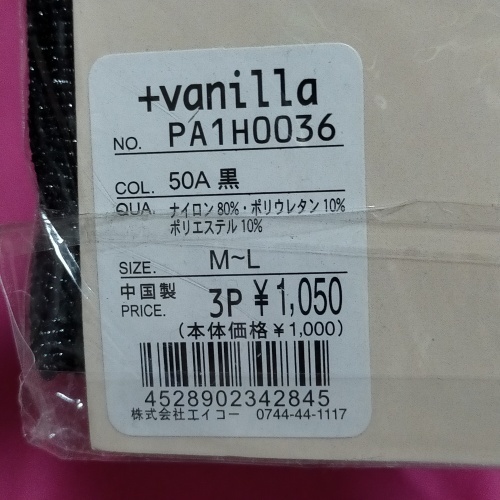 +vanilla
NO. PA1H0036
COL. 50A 黒
QUA. ナイロン 80%・ポリウレタン 10%
ポリエステル 10%
SIZE. M~L
中国製
PRICE. 3P ¥1,050
(本体価格¥1,000)
4528902342845
株式会社エイコー 0744-44-1117